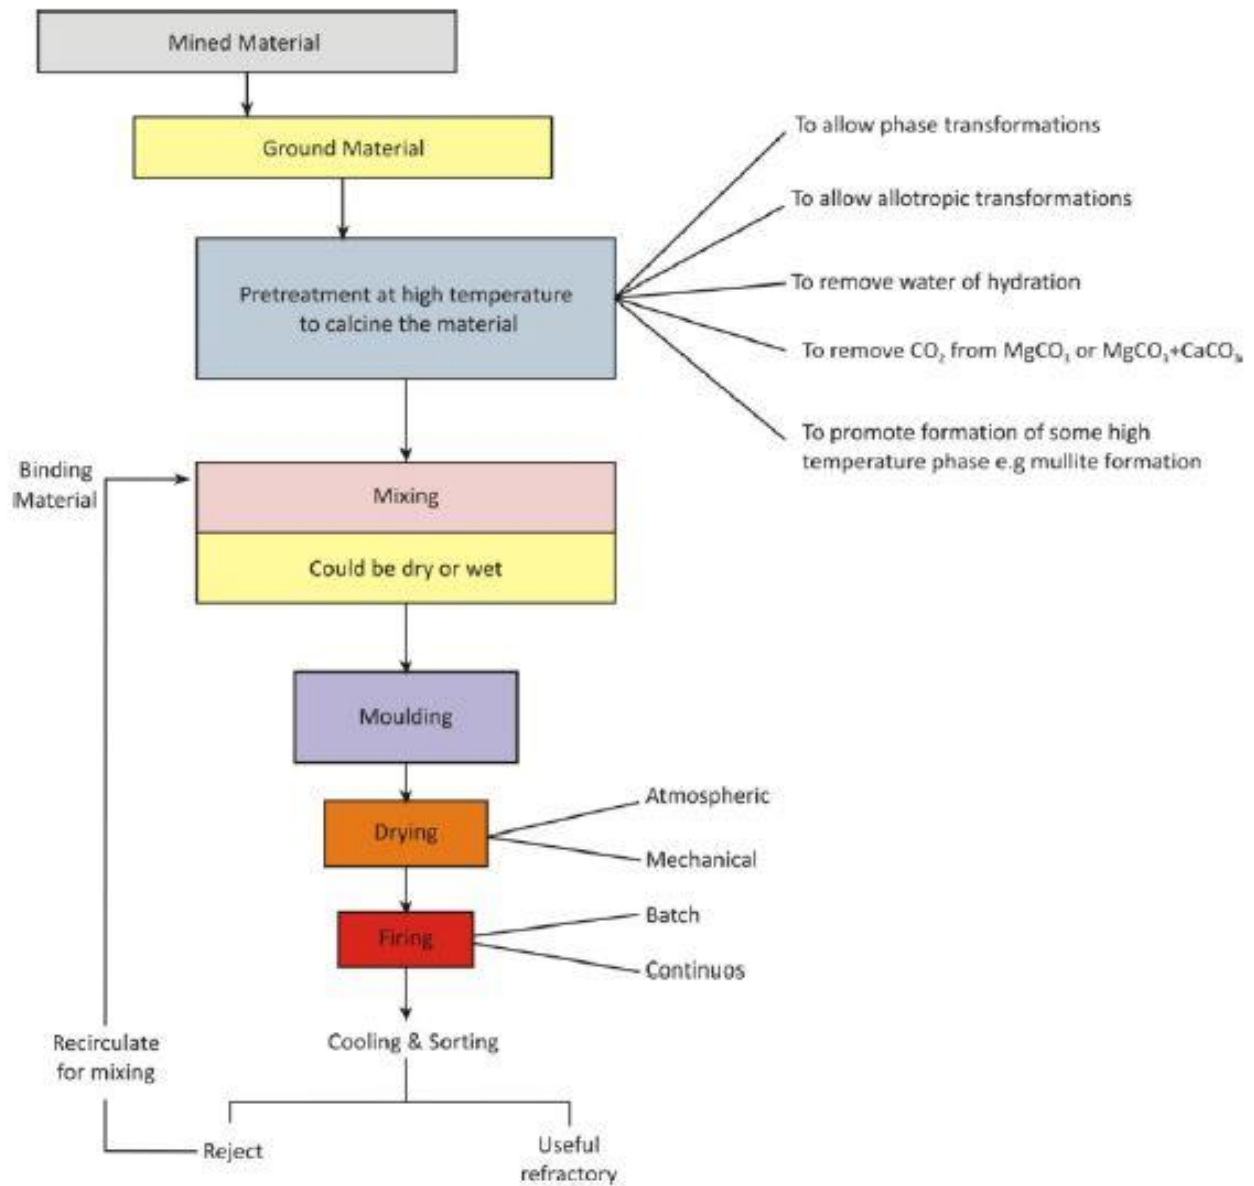 Mined Material
Ground Material
To allow phase transformations
To allow allotropic transformations
Pretreatment at high temperature
to calcine the material
To remove water of hydration
To remove CO₂ from MgCO₃ or MgCO₃+CaCO₃
To promote formation of some high
temperature phase e.g mullite formation
Binding
Material
Mixing
Could be dry or wet
Moulding
Drying
Atmospheric
Mechanical
Firing
Batch
Continuos
Cooling & Sorting
Recirculate
for mixing
Reject
Useful
refractory